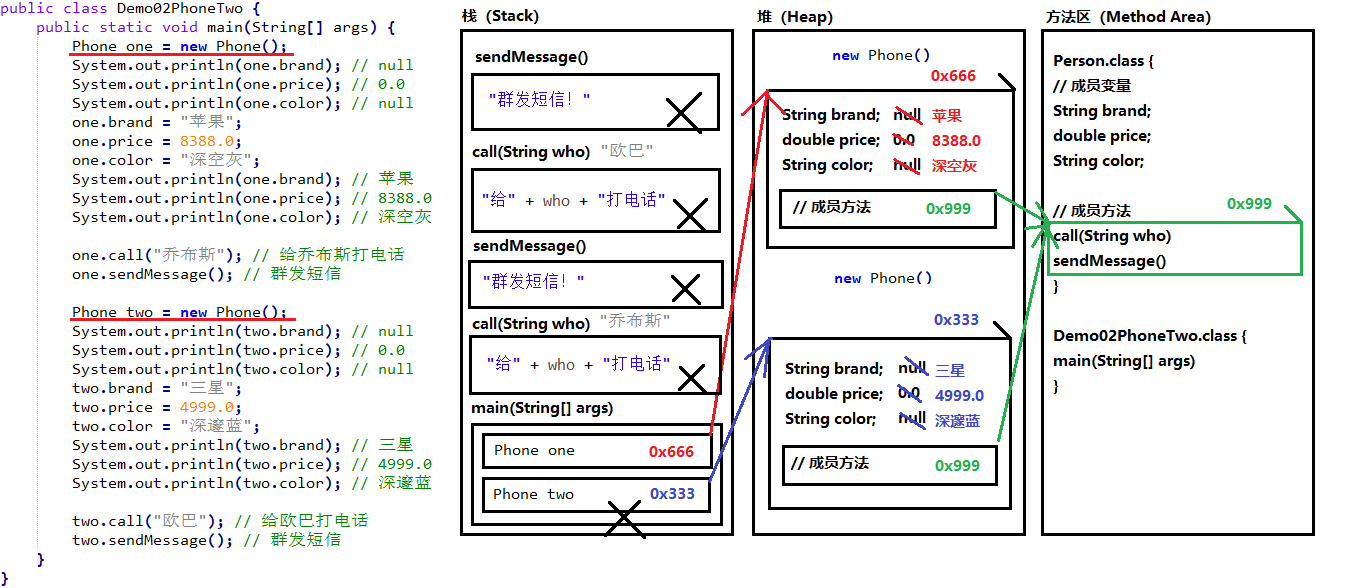 public class Demo02PhoneTwo {
public static void main(String[] args) {
Phone one = new Phone();
System.out.println(one.brand); // null
System.out.println(one.price); // 0.0
System.out.println(one.color); // null
one.brand = "苹果";
one.price = 8388.0;
one.color = "深空灰";
System.out.println(one.brand); // 苹果
System.out.println(one.price); // 8388.0
System.out.println(one.color); // 深空灰
one.call("乔布斯"); // 给乔布斯打电话
one.sendMessage(); // 群发短信
Phone two = new Phone();
System.out.println(two.brand); // null
System.out.println(two.price); // 0.0
System.out.println(two.color); // null
two.brand = "三星";
two.price = 4999.0;
two.color = "深邃蓝";
System.out.println(two.brand); // 三星
System.out.println(two.price); // 4999.0
System.out.println(two.color); // 深邃蓝
two.call("欧巴"); // 给欧巴打电话
two.sendMessage(); // 群发短信
}
}
栈（Stack)
sendMessage()
"群发短信！"
call(String who) "欧巴"
"给" + who + "打电话"
sendMessage()
"群发短信！"
call(String who) "乔布斯"
"给" + who + "打电话"
main(String[] args)
Phone one 0x666
Phone two 0x333
堆（Heap)
new Phone()
0x666
String brand; null 苹果
double price; 0.0 8388.0
String color; null 深空灰
// 成员方法 0x999
new Phone()
0x333
String brand; null 三星
double price; 0.0 4999.0
String color; null 深邃蓝
// 成员方法 0x999
方法区（Method Area)
Person.class {
// 成员变量
String brand;
double price;
String color;
// 成员方法 0x999
call(String who)
sendMessage()
}
Demo02PhoneTwo.class {
main(String[] args)
}